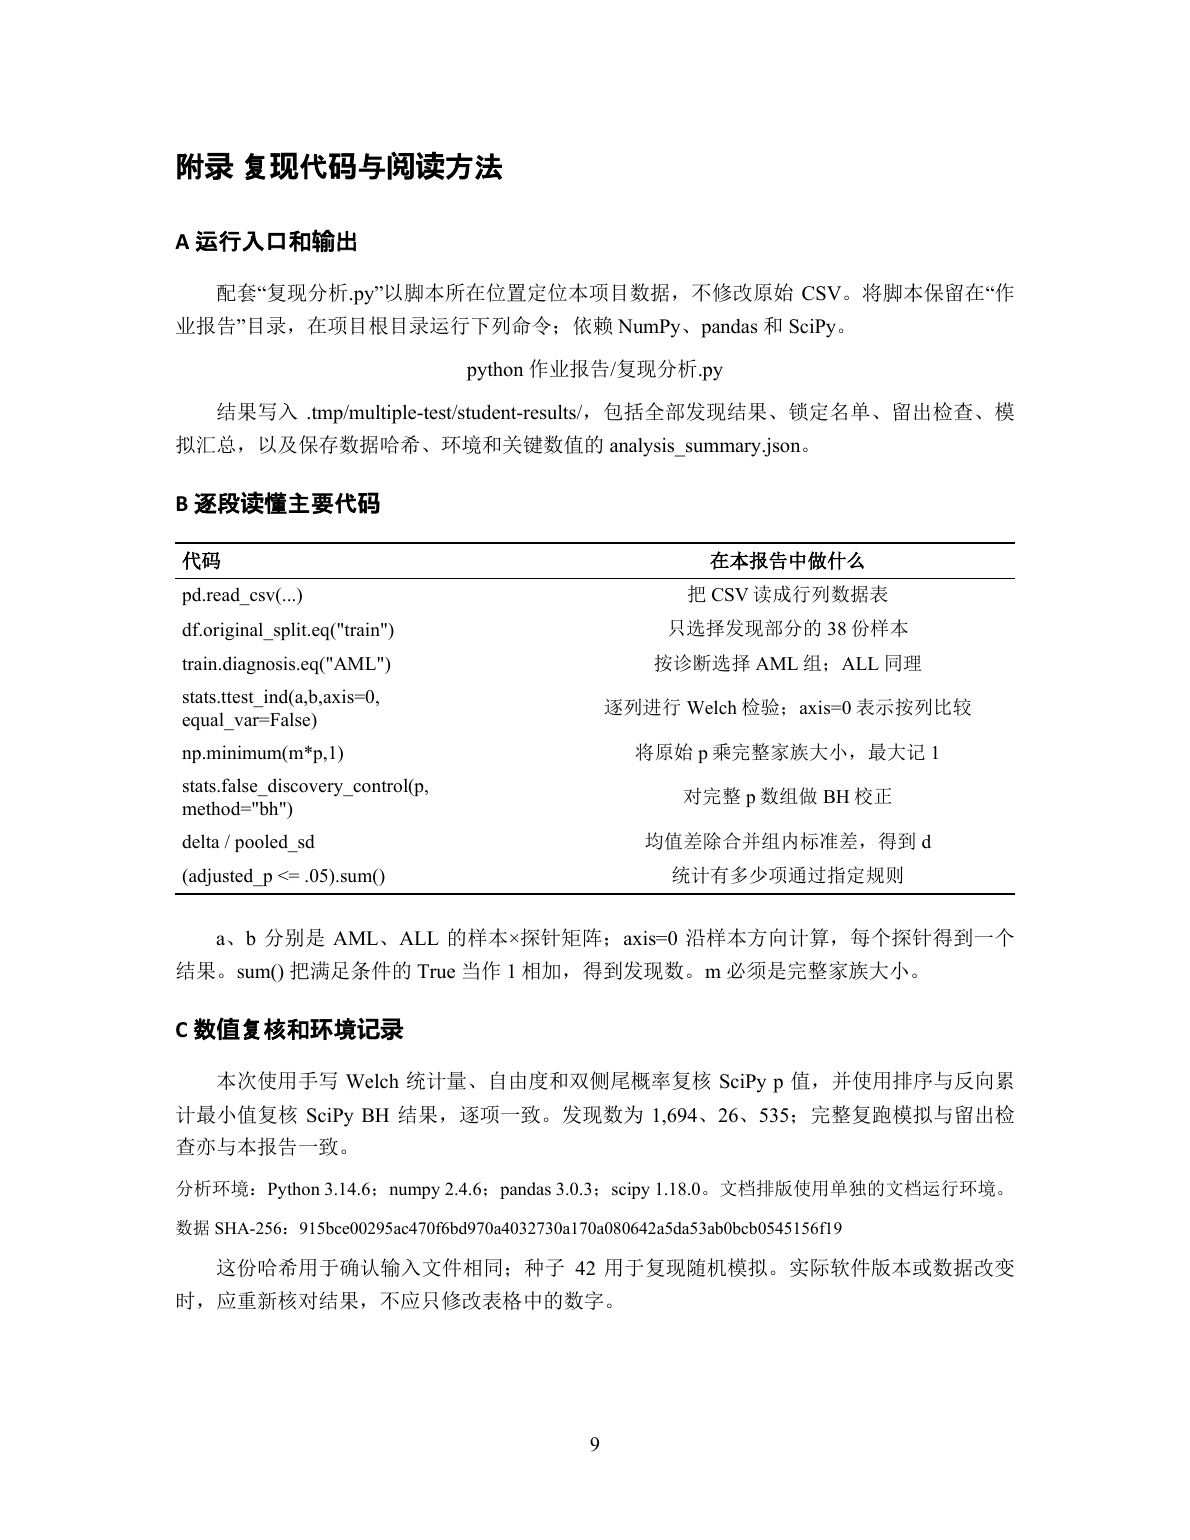 附录 复现代码与阅读方法
A 运行入口和输出
配套“复现分析.py”以脚本所在位置定位本项目数据，不修改原始 CSV。将脚本保留在“作
业报告”目录，在项目根目录运行下列命令；依赖 NumPy、pandas 和 SciPy。
python 作业报告/复现分析.py
结果写入 .tmp/multiple-test/student-results/，包括全部发现结果、锁定名单、留出检查、模
拟汇总，以及保存数据哈希、环境和关键数值的 analysis_summary.json。
B 逐段读懂主要代码
代码 在本报告中做什么
pd.read_csv(...) 把 CSV 读成行列数据表
df.original_split.eq("train") 只选择发现部分的 38 份样本
train.diagnosis.eq("AML") 按诊断选择 AML 组；ALL 同理
stats.ttest_ind(a,b,axis=0,
equal_var=False) 逐列进行 Welch 检验；axis=0 表示按列比较
np.minimum(m*p,1) 将原始 p 乘完整家族大小，最大记 1
stats.false_discovery_control(p,
method="bh") 对完整 p 数组做 BH 校正
delta / pooled_sd 均值差除合并组内标准差，得到 d
(adjusted_p <= .05).sum() 统计有多少项通过指定规则
a、b 分别是 AML、ALL 的样本×探针矩阵；axis=0 沿样本方向计算，每个探针得到一个
结果。sum() 把满足条件的 True 当作 1 相加，得到发现数。m 必须是完整家族大小。
C 数值复核和环境记录
本次使用手写 Welch 统计量、自由度和双侧尾概率复核 SciPy p 值，并使用排序与反向累
计最小值复核 SciPy BH 结果，逐项一致。发现数为 1,694、26、535；完整复跑模拟与留出检
查亦与本报告一致。
分析环境：Python 3.14.6；numpy 2.4.6；pandas 3.0.3；scipy 1.18.0。文档排版使用单独的文档运行环境。
数据 SHA-256：915bce00295ac470f6bd970a4032730a170a080642a5da53ab0bcb0545156f19
这份哈希用于确认输入文件相同；种子 42 用于复现随机模拟。实际软件版本或数据改变
时，应重新核对结果，不应只修改表格中的数字。
9